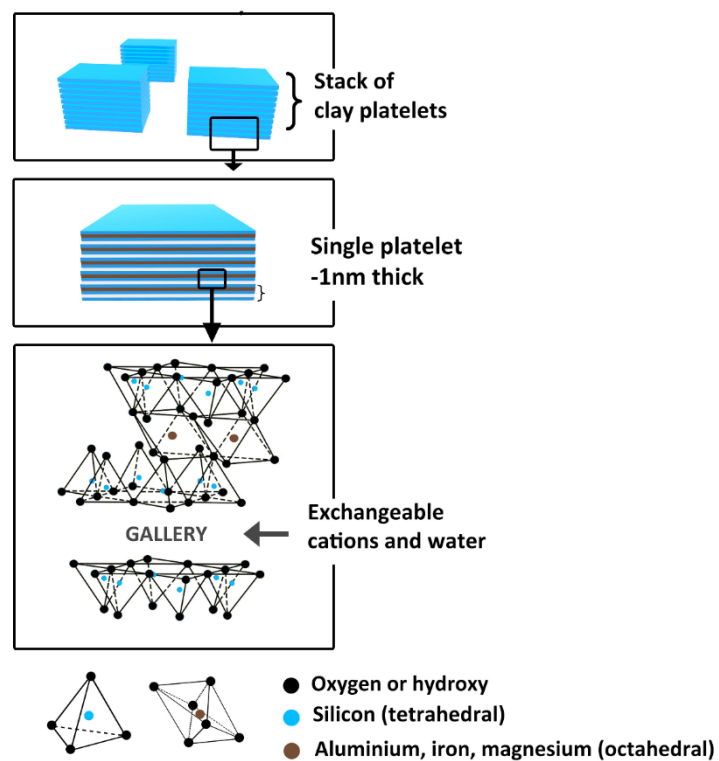 Stack of
clay platelets
Single platelet
-1nm thick
GALLERY
Exchangeable
cations and water
Oxygen or hydroxy
Silicon (tetrahedral)
Aluminium, iron, magnesium (octahedral)